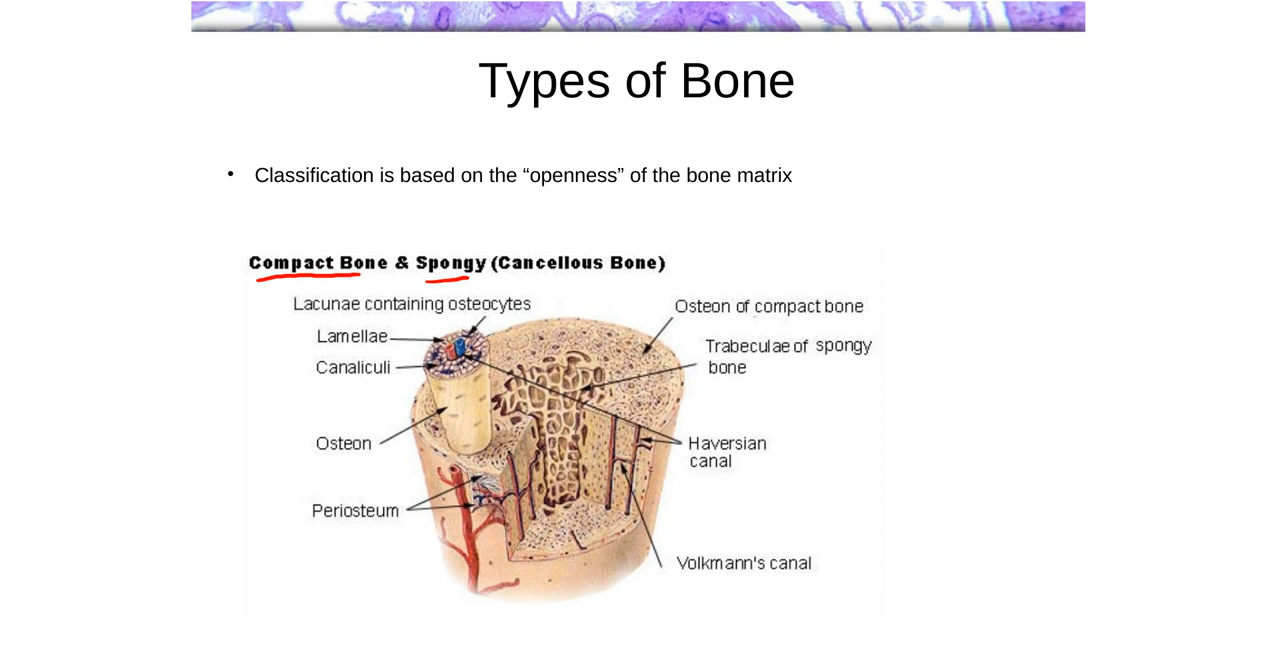 Types of Bone
• Classification is based on the “openness” of the bone matrix
Compact Bone & Spongy (Cancellous Bone)
Lacunae containing osteocytes
Osteon of compact bone
Lamellae
Trabeculae of spongy
bone
Canaliculi
Osteon
Haversian
canal
Periosteum
Volkmann's canal